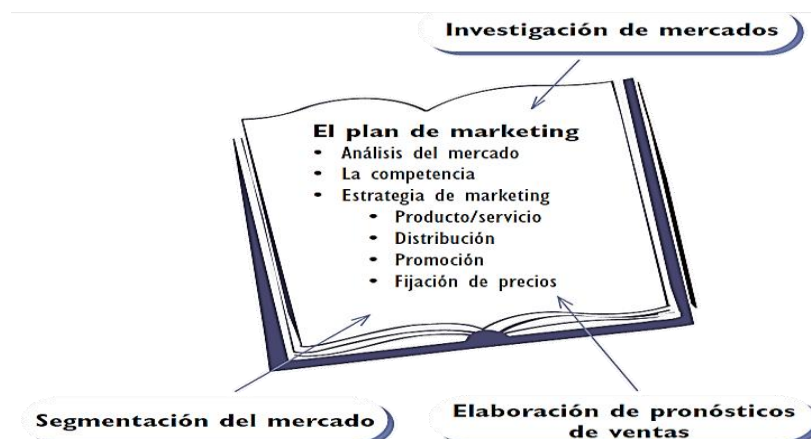 Investigación de mercados
El plan de marketing
• Análisis del mercado
• La competencia
• Estrategia de marketing
• Producto/servicio
• Distribución
• Promoción
• Fijación de precios
Segmentación del mercado
Elaboración de pronósticos
de ventas